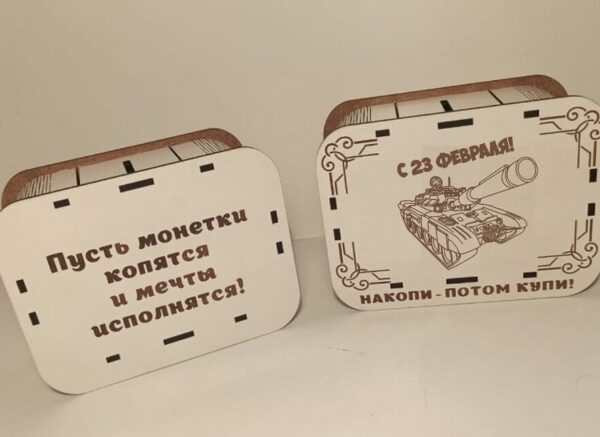 Пусть монетки
копятся
и мечты
исполнятся!
С 23 ФЕВРАЛЯ!
НАКОПИ-ПОТОМ КУПИ!